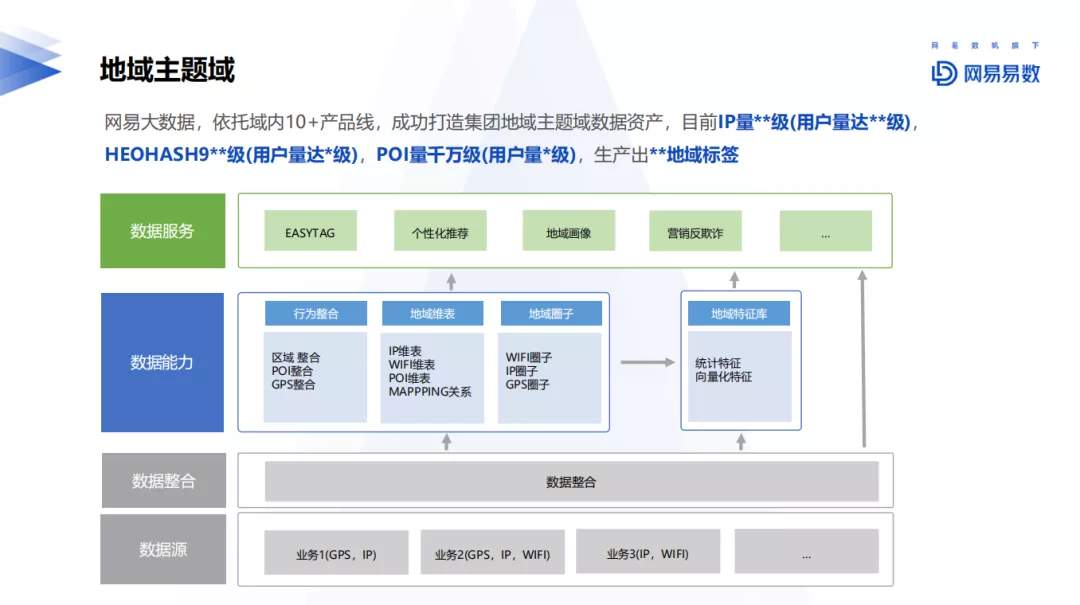 网易数帆旗下
网易易数
地域主题域
网易大数据，依托域内10+产品线，成功打造集团地域主题域数据资产，目前IP量**级(用户量达**级)，
HEOHASH9**级(用户量达*级)，POI量千万级(用户量*级)，生产出**地域标签
数据服务
EASYTAG
个性化推荐
地域画像
营销反欺诈
...
数据能力
行为整合
区域 整合
POI整合
GPS整合
地域维表
IP维表
WIFI维表
POI维表
MAPPPING关系
地域圈子
WIFI圈子
IP圈子
GPS圈子
地域特征库
统计特征
向量化特征
数据整合
数据整合
数据源
业务1(GPS，IP)
业务2(GPS，IP，WIFI)
业务3(IP，WIFI)
...